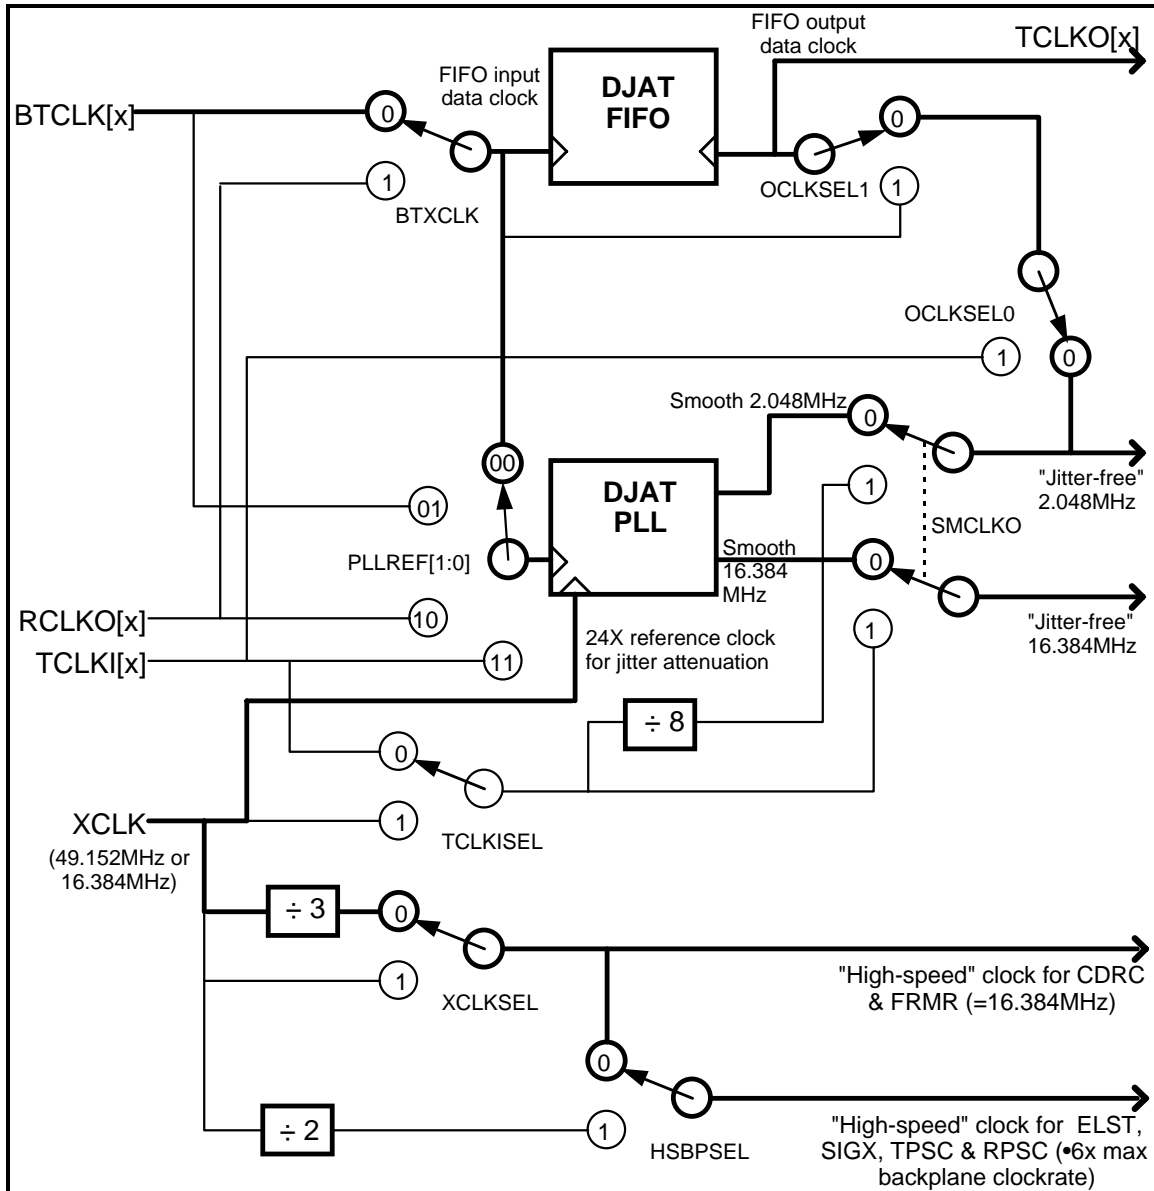 FIFO output
data clock
TCLKO[x]
FIFO input
data clock
DJAT
FIFO
BTCLK[x]
0
0
1
BTXCLK
OCLKSEL1
1
OCLKSEL0
1
0
Smooth 2.048MHz
0
00
DJAT
PLL
"Jitter-free"
2.048MHz
01
1
SMCLKO
PLLREF[1:0]
Smooth
16.384
MHz
0
RCLKO[x]
10
"Jitter-free"
16.384MHz
1
TCLKI[x]
11
24X reference clock
for jitter attenuation
÷ 8
0
XCLK
1
TCLKISEL
(49.152MHz or
16.384MHz)
÷ 3
0
1
XCLKSEL
"High-speed" clock for CDRC
& FRMR (=16.384MHz)
0
÷ 2
1
HSBPSEL
"High-speed" clock for ELST,
SIGX, TPSC & RPSC (•6x max
backplane clockrate)